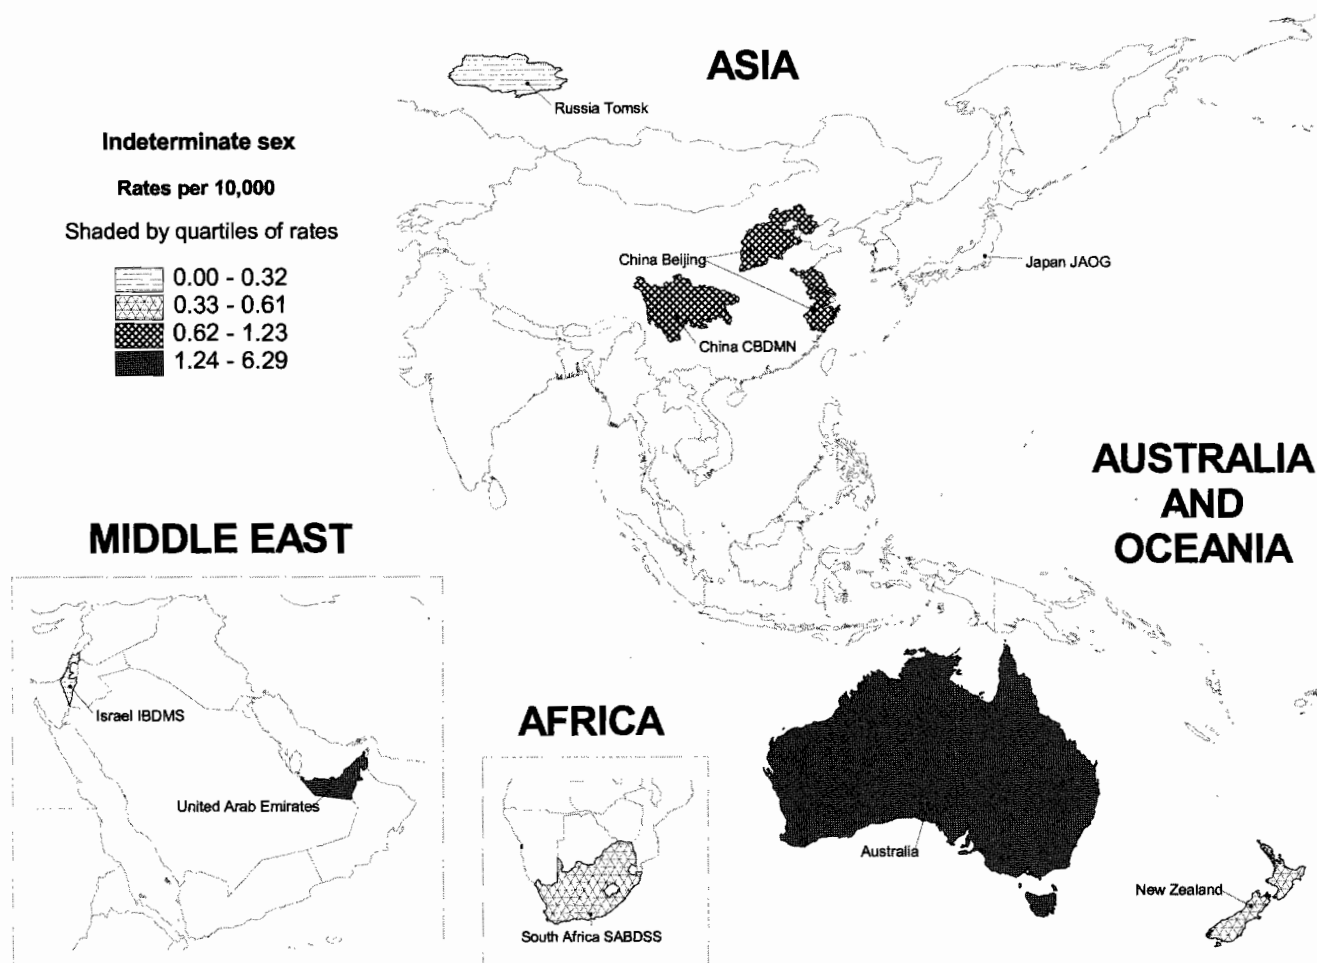 ASIA
Russia Tomsk
Indeterminate sex
Rates per 10,000
Shaded by quartiles of rates
0.00 - 0.32
0.33 - 0.61
0.62 - 1.23
1.24 - 6.29
China Beijing
Japan JAOG
China CBDMN
AUSTRALIA
AND
OCEANIA
MIDDLE EAST
Israel IBDMS
United Arab Emirates
AFRICA
South Africa SABDSS
Australia
New Zealand